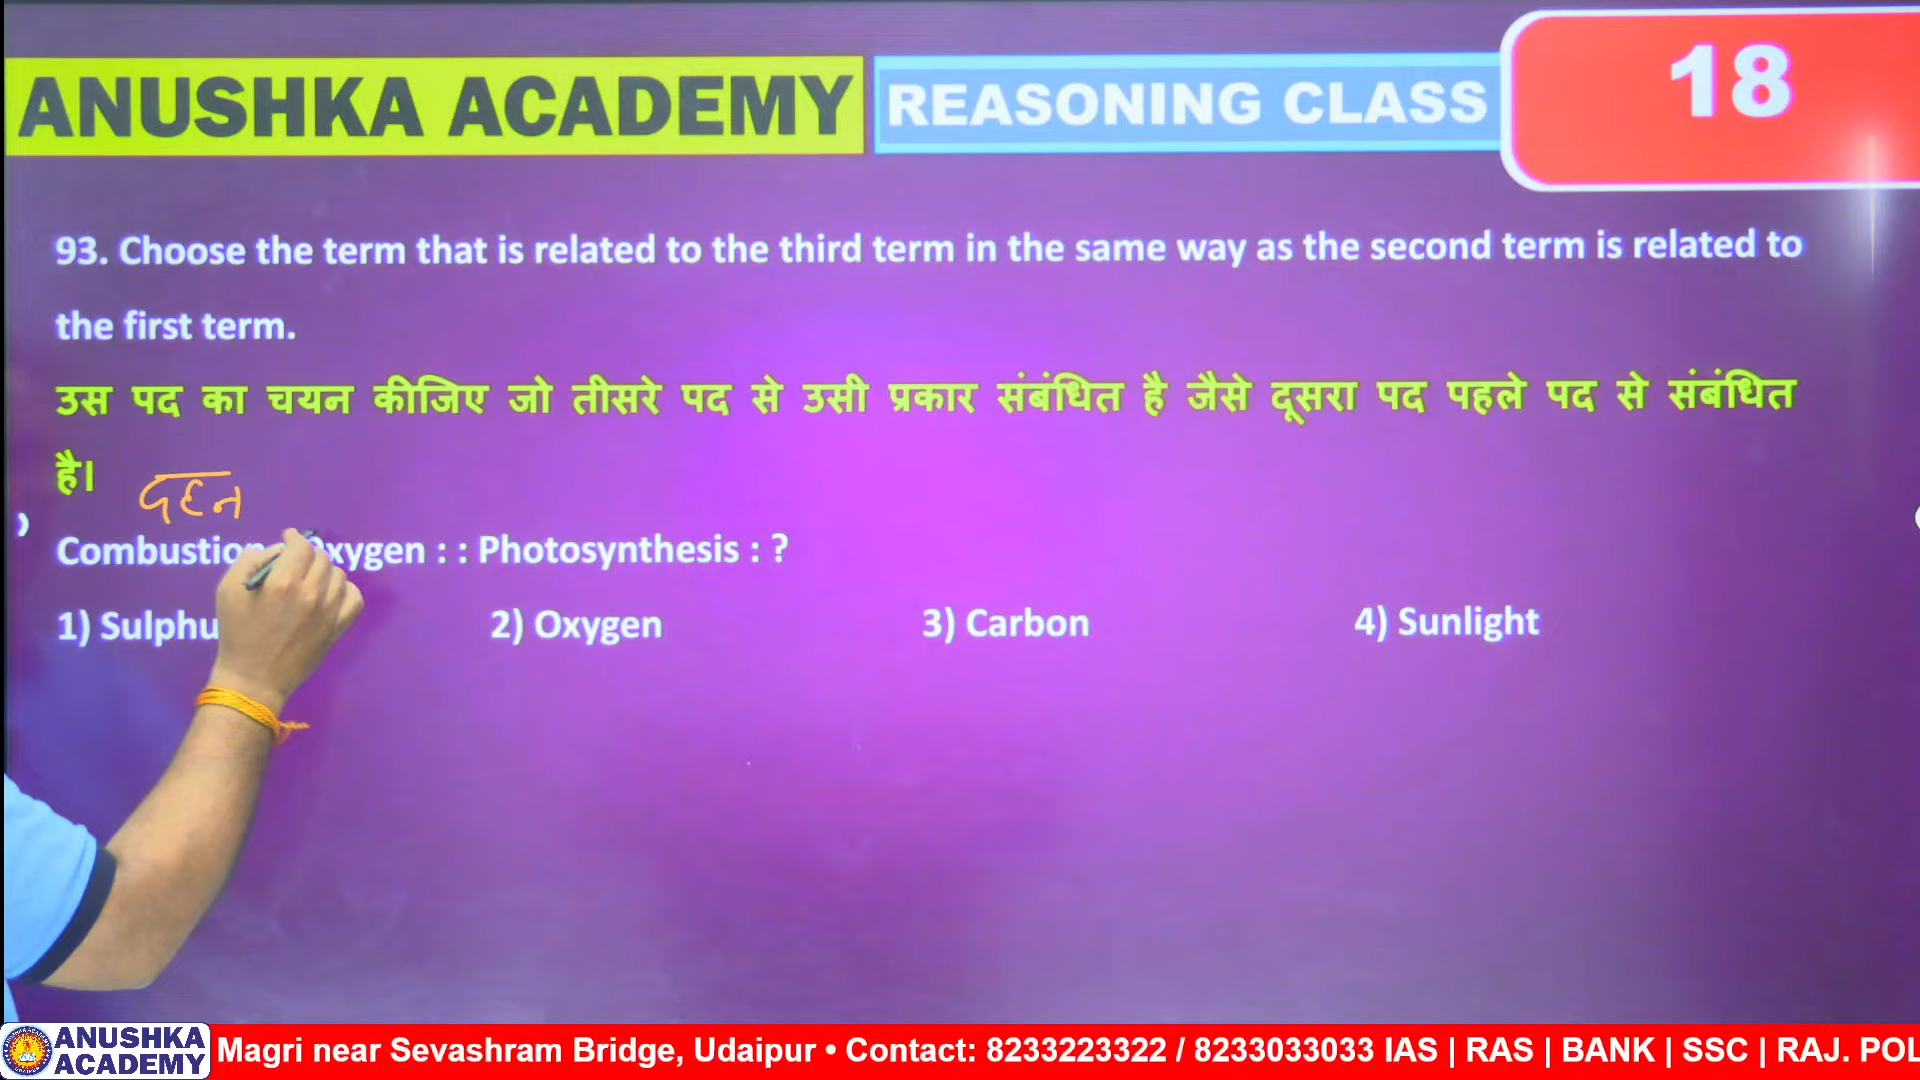 ANUSHKA ACADEMY
REASONING CLASS
18
93. Choose the term that is related to the third term in the same way as the second term is related to
the first term.
उस पद का चयन कीजिए जो तीसरे पद से उसी प्रकार संबंधित है जैसे दूसरा पद पहले पद से संबंधित
है।
दहन
Combustion : Oxygen : : Photosynthesis : ?
1) Sulphu 2) Oxygen 3) Carbon 4) Sunlight
ANUSHKA
ACADEMY
Magri near Sevashram Bridge, Udaipur • Contact: 8233223322 / 8233033033 IAS | RAS | BANK | SSC | RAJ. POL